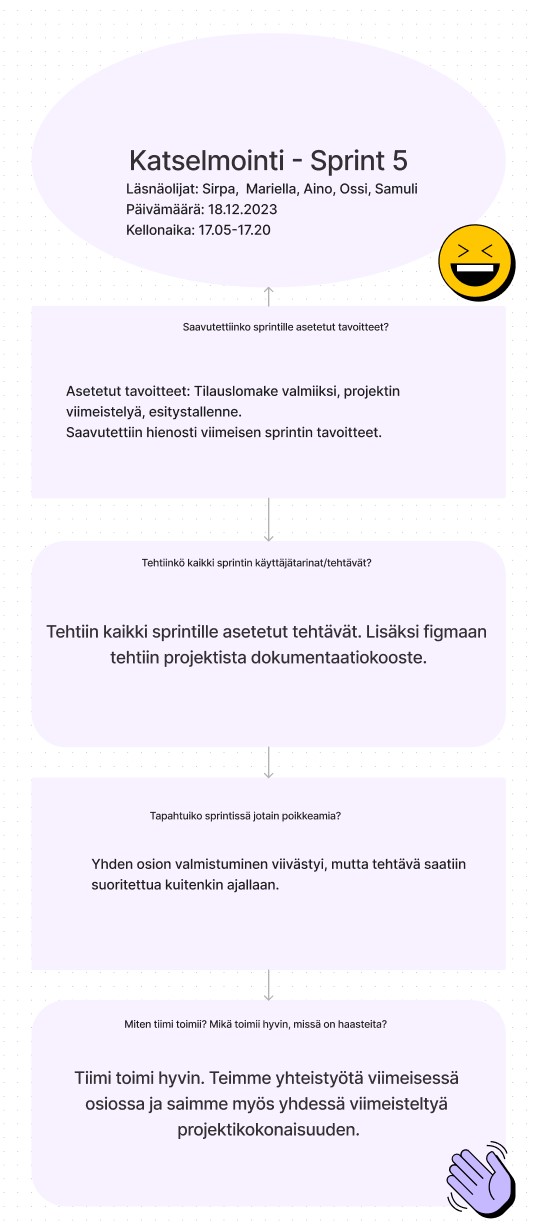 Katselmointi - Sprint 5
Läsnäolijat: Sirpa, Mariella, Aino, Ossi, Samuli
Päivämäärä: 18.12.2023
Kellonaika: 17.05-17.20
Saavutettiinko sprintille asetetut tavoitteet?
Asetetut tavoitteet: Tilauslomake valmiiksi, projektin
viimeistelyä, esitystallenne.
Saavutettiin hienosti viimeisen sprintin tavoitteet.
Tehtiinkö kaikki sprintin käyttäjätarinat/tehtävät?
Tehtiin kaikki sprintille asetetut tehtävät. Lisäksi figmaan
tehtiin projektista dokumentaatiokooste.
Tapahtuiko sprintissä jotain poikkeamia?
Yhden osion valmistuminen viivästyi, mutta tehtävä saatiin
suoritettua kuitenkin ajallaan.
Miten tiimi toimii? Mikä toimii hyvin, missä on haasteita?
Tiimi toimi hyvin. Teimme yhteistyötä viimeisessä
osiossa ja saimme myös yhdessä viimeisteltyä
projektikokonaisuuden.